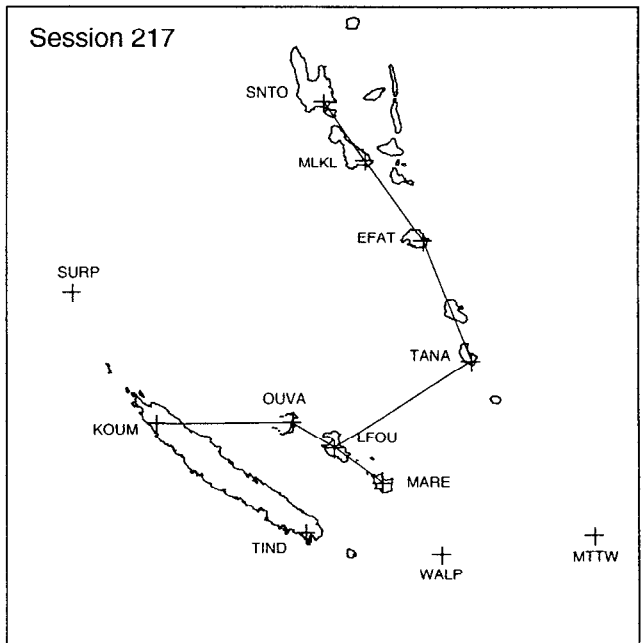 Session 217
SNTO
MLKL
EFAT
SURP
TANA
OUVA
KOUM
LFOU
MARE
TIND
WALP
MTTW